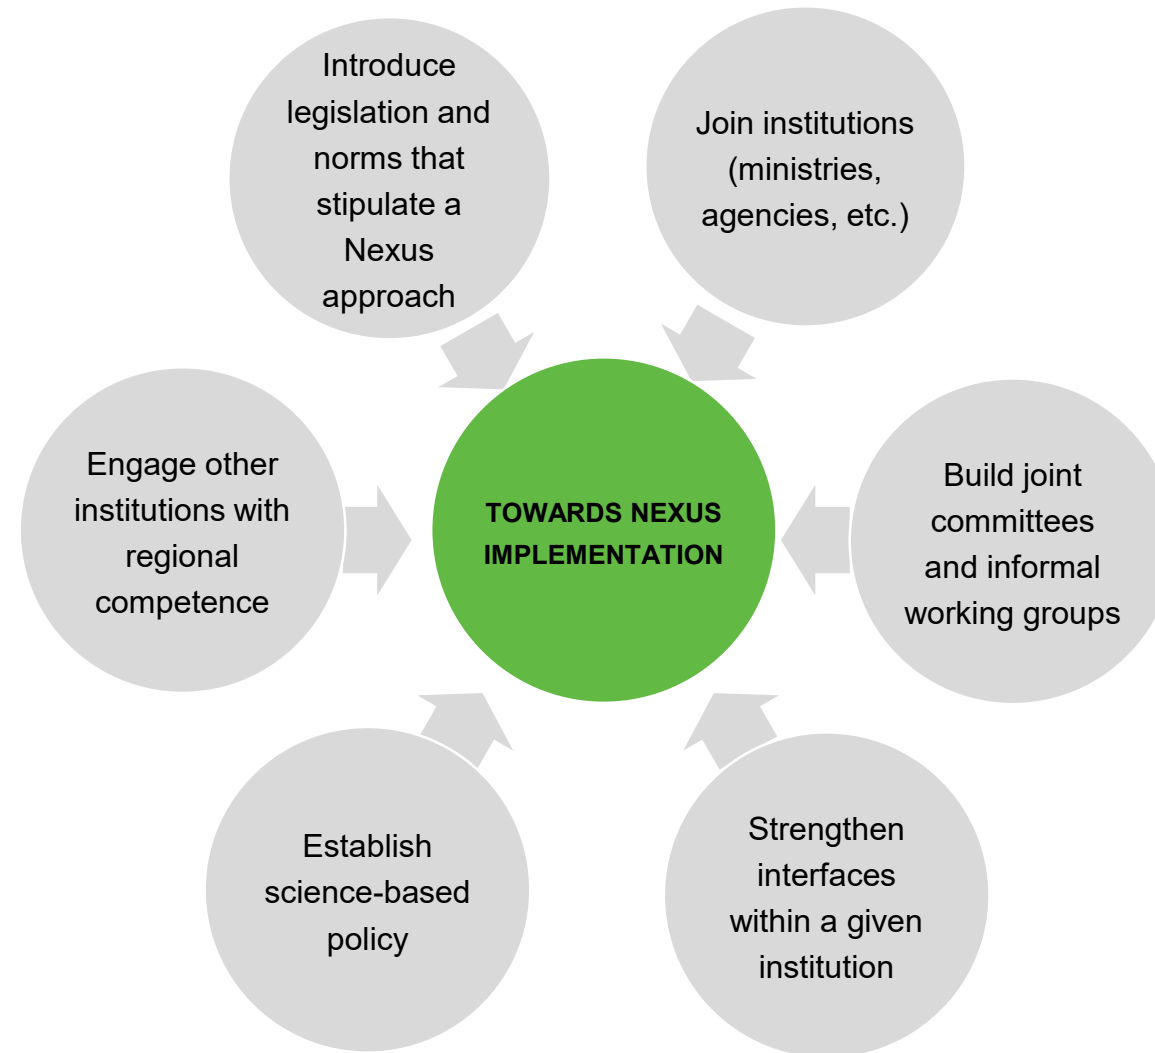 Introduce
legislation and
norms that
stipulate a
Nexus
approach
Join institutions
(ministries,
agencies, etc.)
Engage other
institutions with
regional
competence
TOWARDS NEXUS
IMPLEMENTATION
Build joint
committees
and informal
working groups
Establish
science-based
policy
Strengthen
interfaces
within a given
institution